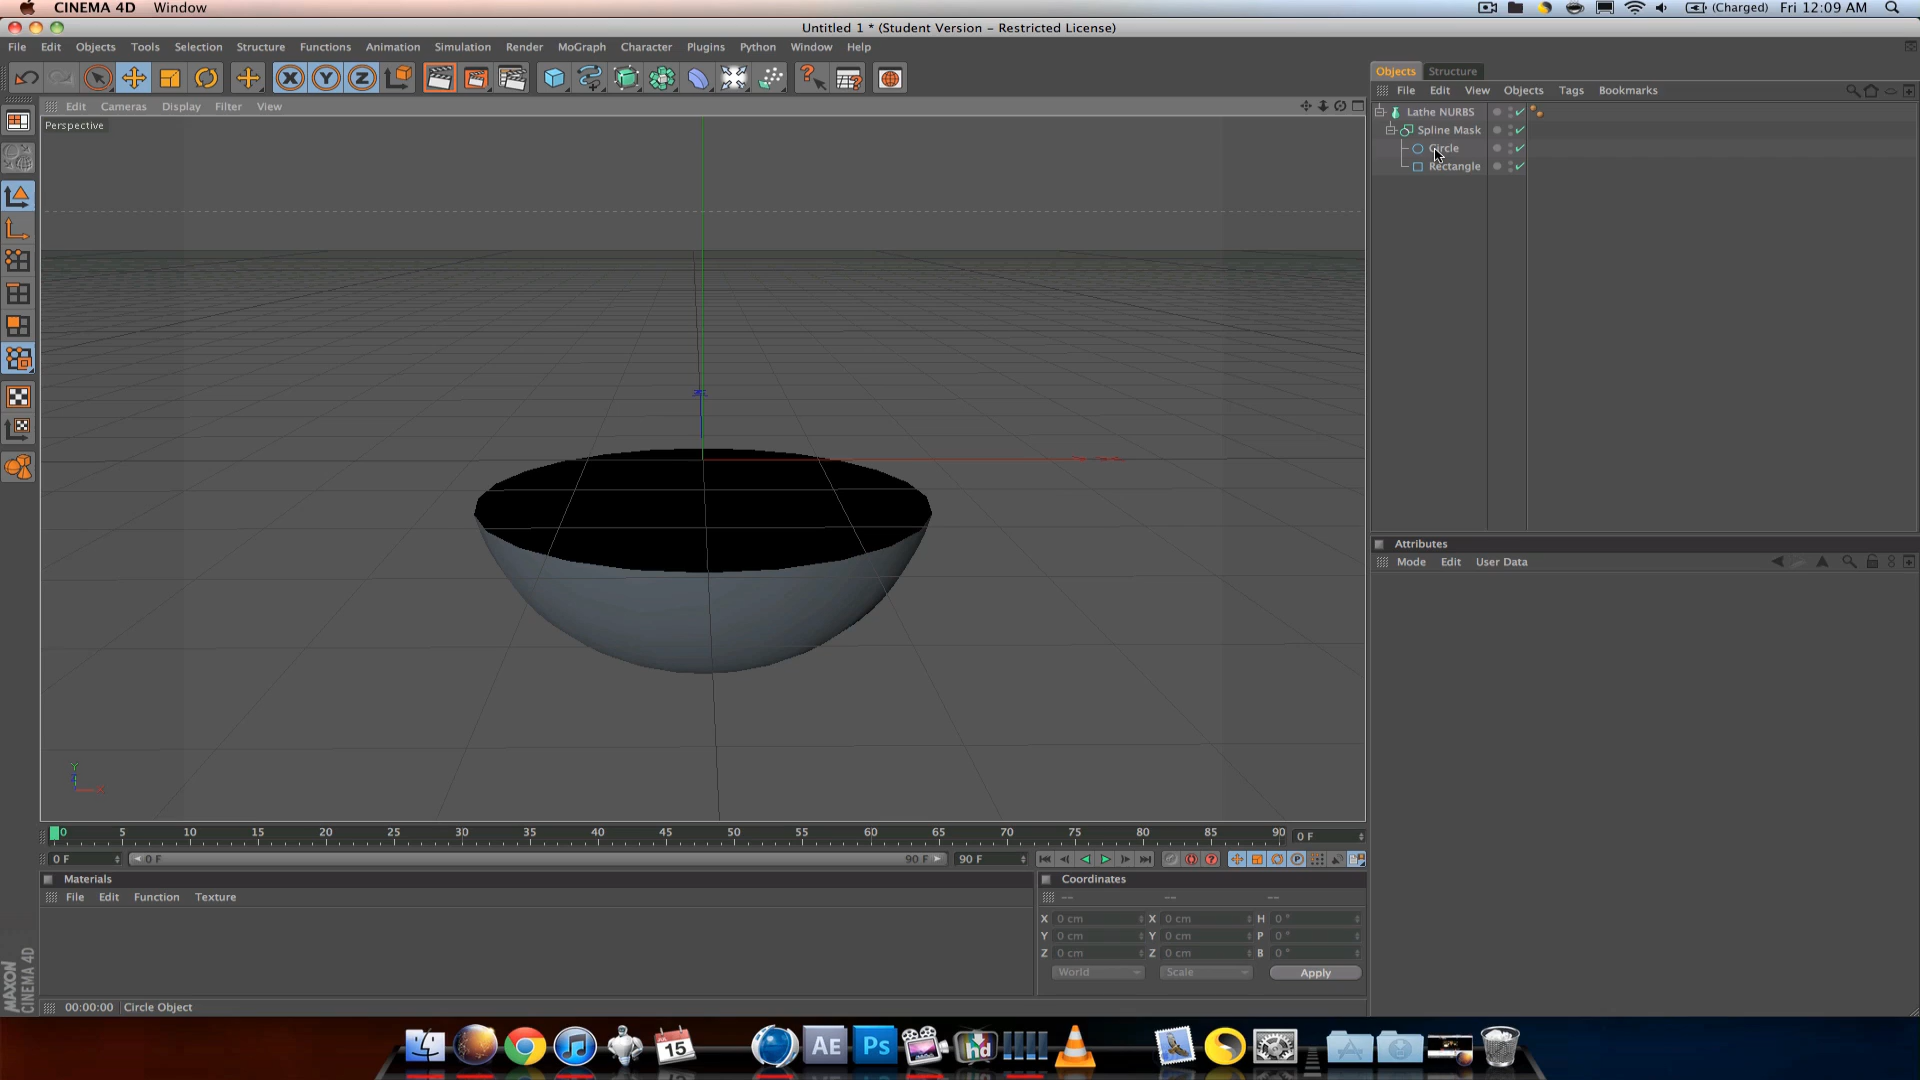 CINEMA 4D Window (Charged) Fri 12:09 AM
Untitled 1 * (Student Version – Restricted License)
File Edit Objects Tools Selection Structure Functions Animation Simulation Render MoGraph Character Plugins Python Window Help
Objects Structure
File Edit View Objects Tags Bookmarks
Edit Cameras Display Filter View
Perspective
Lathe NURBS
Spline Mask
Circle
Rectangle
Attributes
Mode Edit User Data
Y
Z
X
0 5 10 15 20 25 30 35 40 45 50 55 60 65 70 75 80 85 90 0 F
0 F 0 F 90 F 90 F
Materials
File Edit Function Texture
Coordinates
-- -- --
X 0 cm X 0 cm H 0 °
Y 0 cm Y 0 cm P 0 °
Z 0 cm Z 0 cm B 0 °
World Scale Apply
MAXON
CINEMA 4D
00:00:00 Circle Object
15
AE
Ps
hd